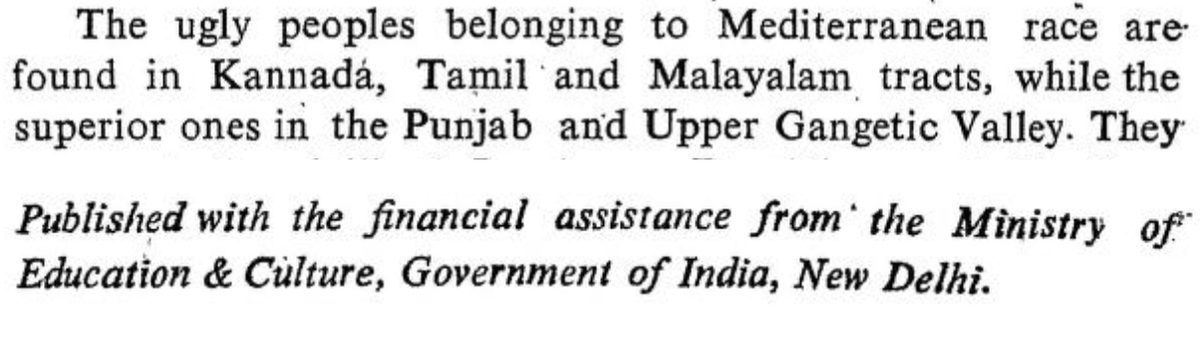 The ugly peoples belonging to Mediterranean race are
found in Kannada, Tamil and Malayalam tracts, while the
superior ones in the Punjab and Upper Gangetic Valley. They
Published with the financial assistance from the Ministry of
Education & Culture, Government of India, New Delhi.